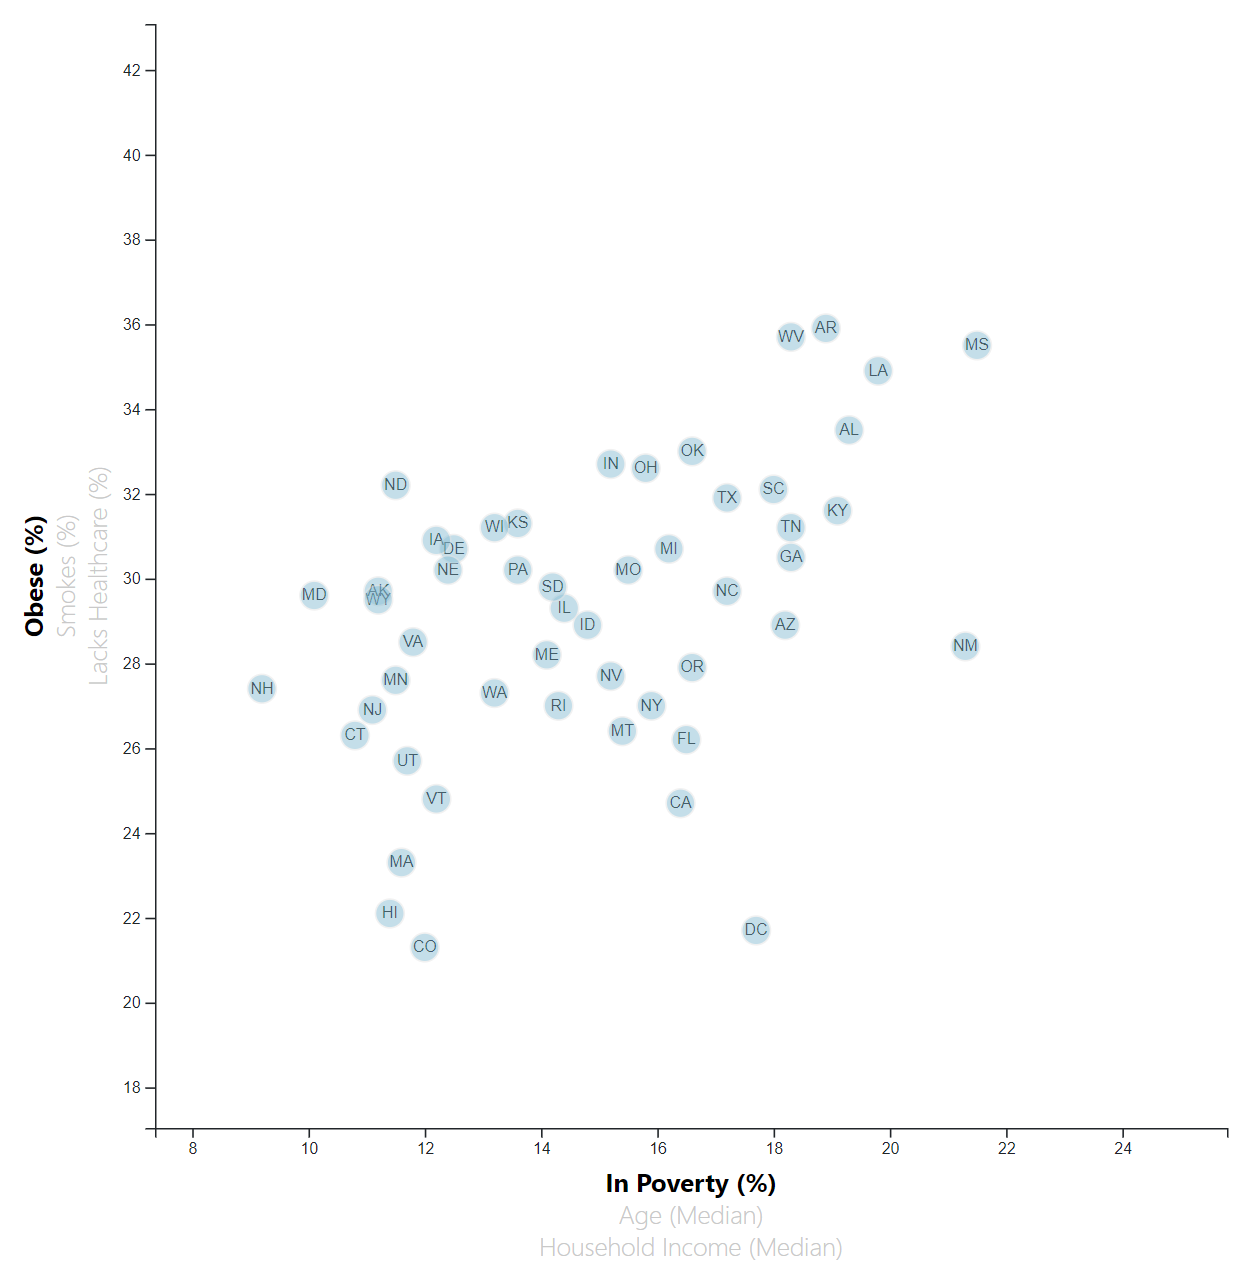 42
40
38
36
34
32
30
28
26
24
22
20
18
Obese (%)
Smokes (%)
Lacks Healthcare (%)
AR
WV
MS
LA
AL
OK
IN
OH
ND
SC
TX
KY
KS
WI
TN
IA
DE
MI
GA
NE
PA
MO
SD
AK
NC
MD
WY
IL
ID
AZ
VA
NM
ME
OR
NV
MN
NH
WA
RI
NY
NJ
MT
CT
FL
UT
VT
CA
MA
HI
DC
CO
8 10 12 14 16 18 20 22 24
In Poverty (%)
Age (Median)
Household Income (Median)